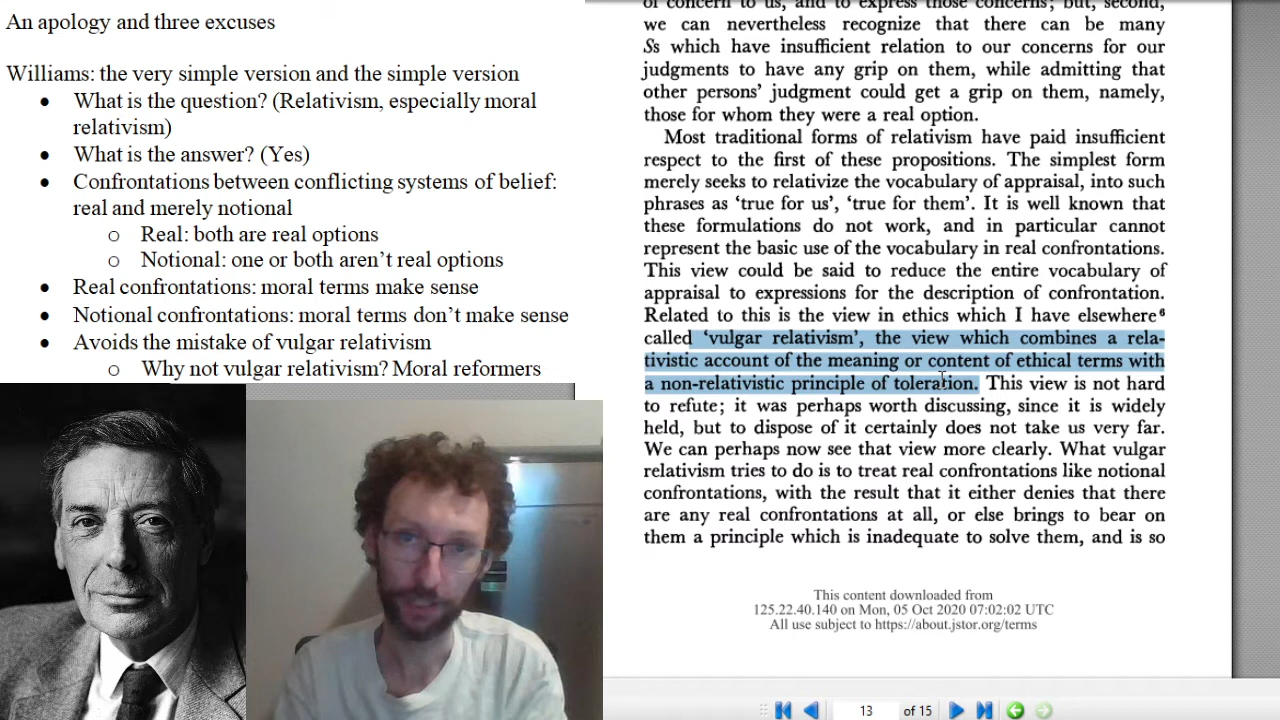 An apology and three excuses
Williams: the very simple version and the simple version
• What is the question? (Relativism, especially moral
relativism)
• What is the answer? (Yes)
• Confrontations between conflicting systems of belief:
real and merely notional
o Real: both are real options
o Notional: one or both aren’t real options
• Real confrontations: moral terms make sense
• Notional confrontations: moral terms don’t make sense
• Avoids the mistake of vulgar relativism
o Why not vulgar relativism? Moral reformers
of concern to us, and to express those concerns; but, second,
we can nevertheless recognize that there can be many
Ss which have insufficient relation to our concerns for our
judgments to have any grip on them, while admitting that
other persons’ judgment could get a grip on them, namely,
those for whom they were a real option.
Most traditional forms of relativism have paid insufficient
respect to the first of these propositions. The simplest form
merely seeks to relativize the vocabulary of appraisal, into such
phrases as ‘true for us’, ‘true for them’. It is well known that
these formulations do not work, and in particular cannot
represent the basic use of the vocabulary in real confrontations.
This view could be said to reduce the entire vocabulary of
appraisal to expressions for the description of confrontation.
Related to this is the view in ethics which I have elsewhere⁶
called ‘vulgar relativism’, the view which combines a rela-
tivistic account of the meaning or content of ethical terms with
a non-relativistic principle of toleration. This view is not hard
to refute; it was perhaps worth discussing, since it is widely
held, but to dispose of it certainly does not take us very far.
We can perhaps now see that view more clearly. What vulgar
relativism tries to do is to treat real confrontations like notional
confrontations, with the result that it either denies that there
are any real confrontations at all, or else brings to bear on
them a principle which is inadequate to solve them, and is so
This content downloaded from
125.22.40.140 on Mon, 05 Oct 2020 07:02:02 UTC
All use subject to https://about.jstor.org/terms
13 of 15